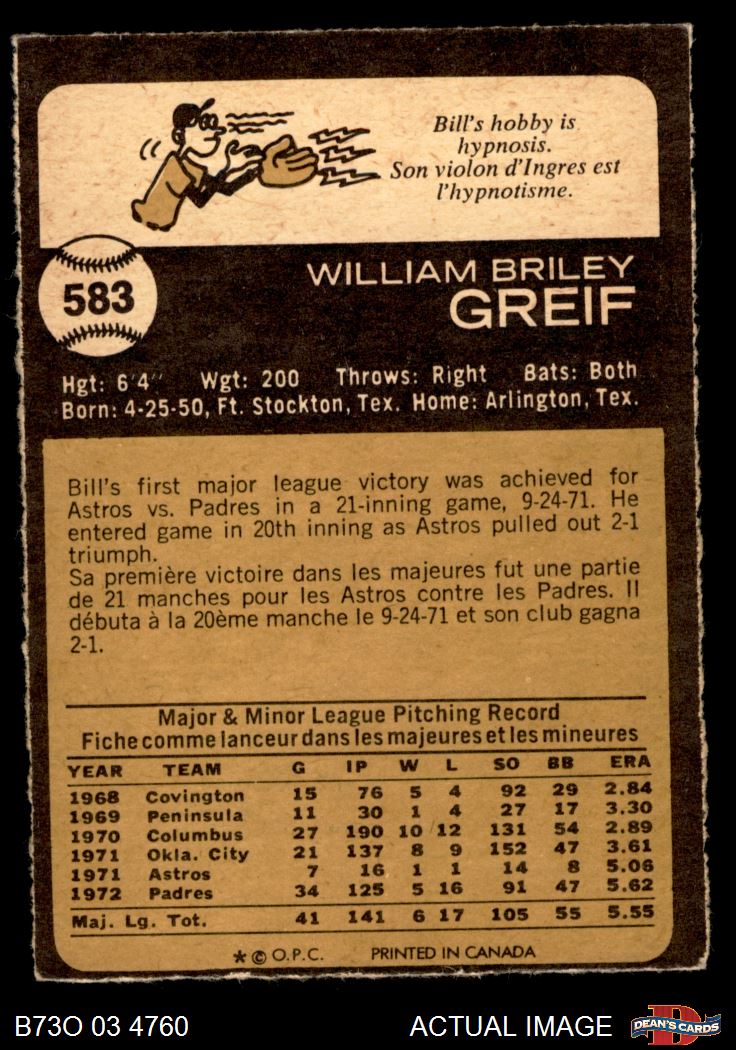 Bill's hobby is
hypnosis.
Son violon d'Ingres est
l'hypnotisme.
583
WILLIAM BRILEY
GREIF
Hgt: 6'4" Wgt: 200 Throws: Right Bats: Both
Born: 4-25-50, Ft. Stockton, Tex. Home: Arlington, Tex.
Bill's first major league victory was achieved for
Astros vs. Padres in a 21-inning game, 9-24-71. He
entered game in 20th inning as Astros pulled out 2-1
triumph.
Sa première victoire dans les majeures fut une partie
de 21 manches pour les Astros contre les Padres. Il
débuta à la 20ème manche le 9-24-71 et son club gagna
2-1.
Major & Minor League Pitching Record
Fiche comme lanceur dans les majeures et les mineures
YEAR TEAM G IP W L SO BB ERA
1968 Covington 15 76 5 4 92 29 2.84
1969 Peninsula 11 30 1 4 27 17 3.30
1970 Columbus 27 190 10 12 131 54 2.89
1971 Okla. City 21 137 8 9 152 47 3.61
1971 Astros 7 16 1 1 14 8 5.06
1972 Padres 34 125 5 16 91 47 5.62
Maj. Lg. Tot. 41 141 6 17 105 55 5.55
* © O.P.C. PRINTED IN CANADA
B73O 03 4760 ACTUAL IMAGE
DEAN'S CARDS